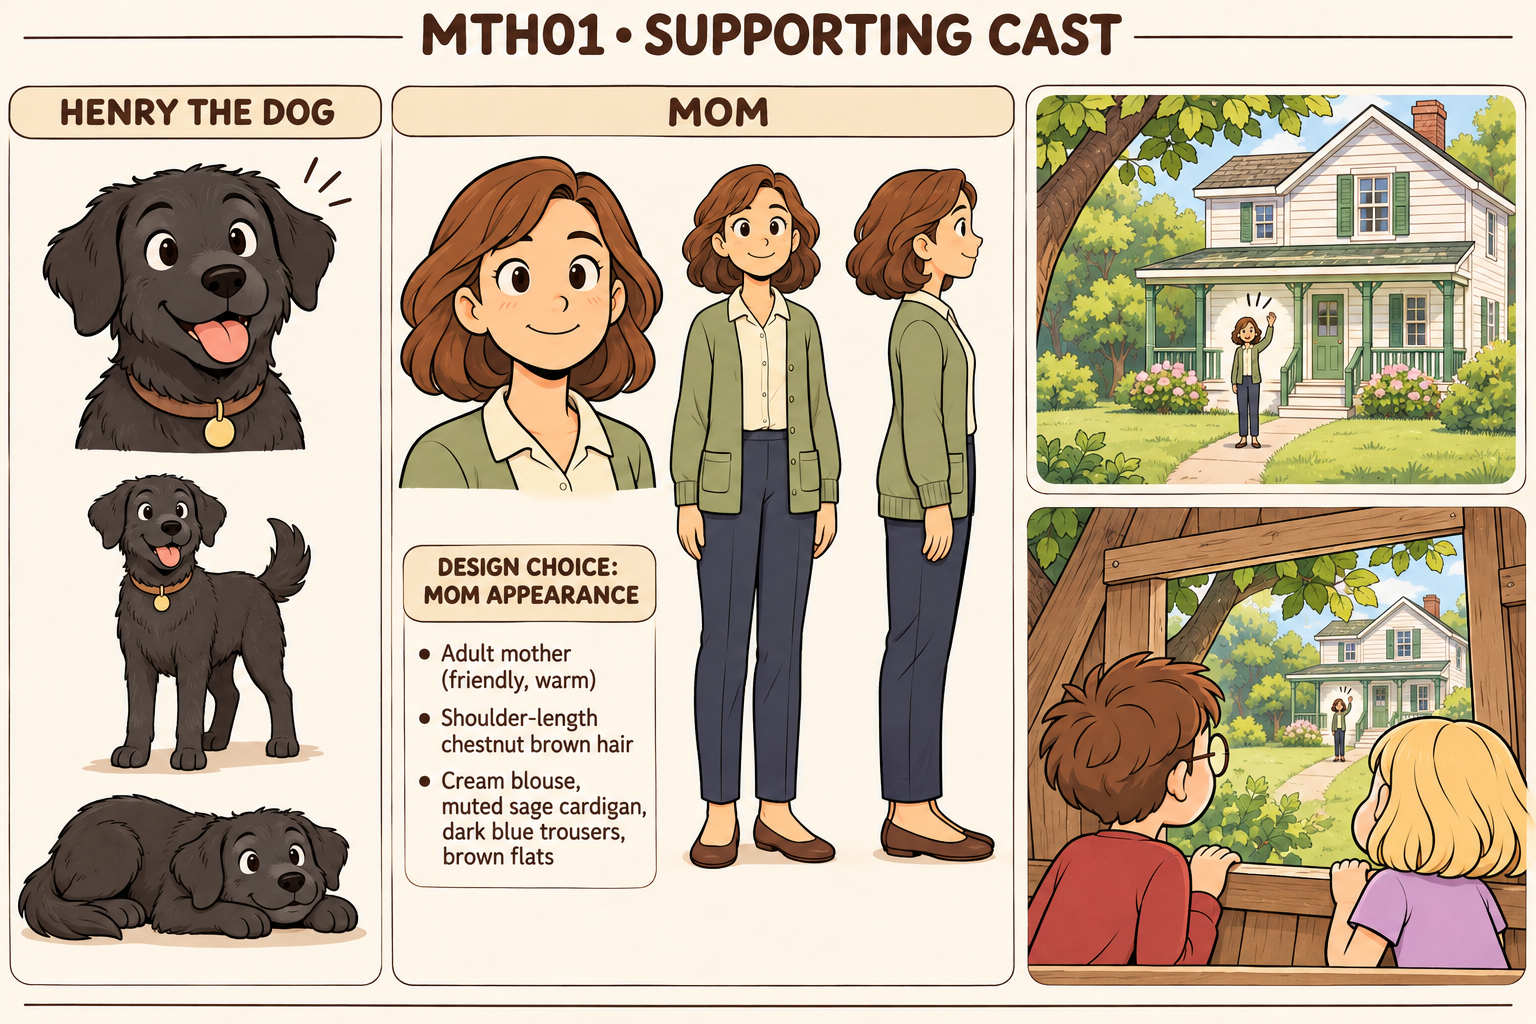 MTH01 • SUPPORTING CAST
HENRY THE DOG
MOM
DESIGN CHOICE:
MOM APPEARANCE
• Adult mother
(friendly, warm)
• Shoulder-length
chestnut brown hair
• Cream blouse,
muted sage cardigan,
dark blue trousers,
brown flats